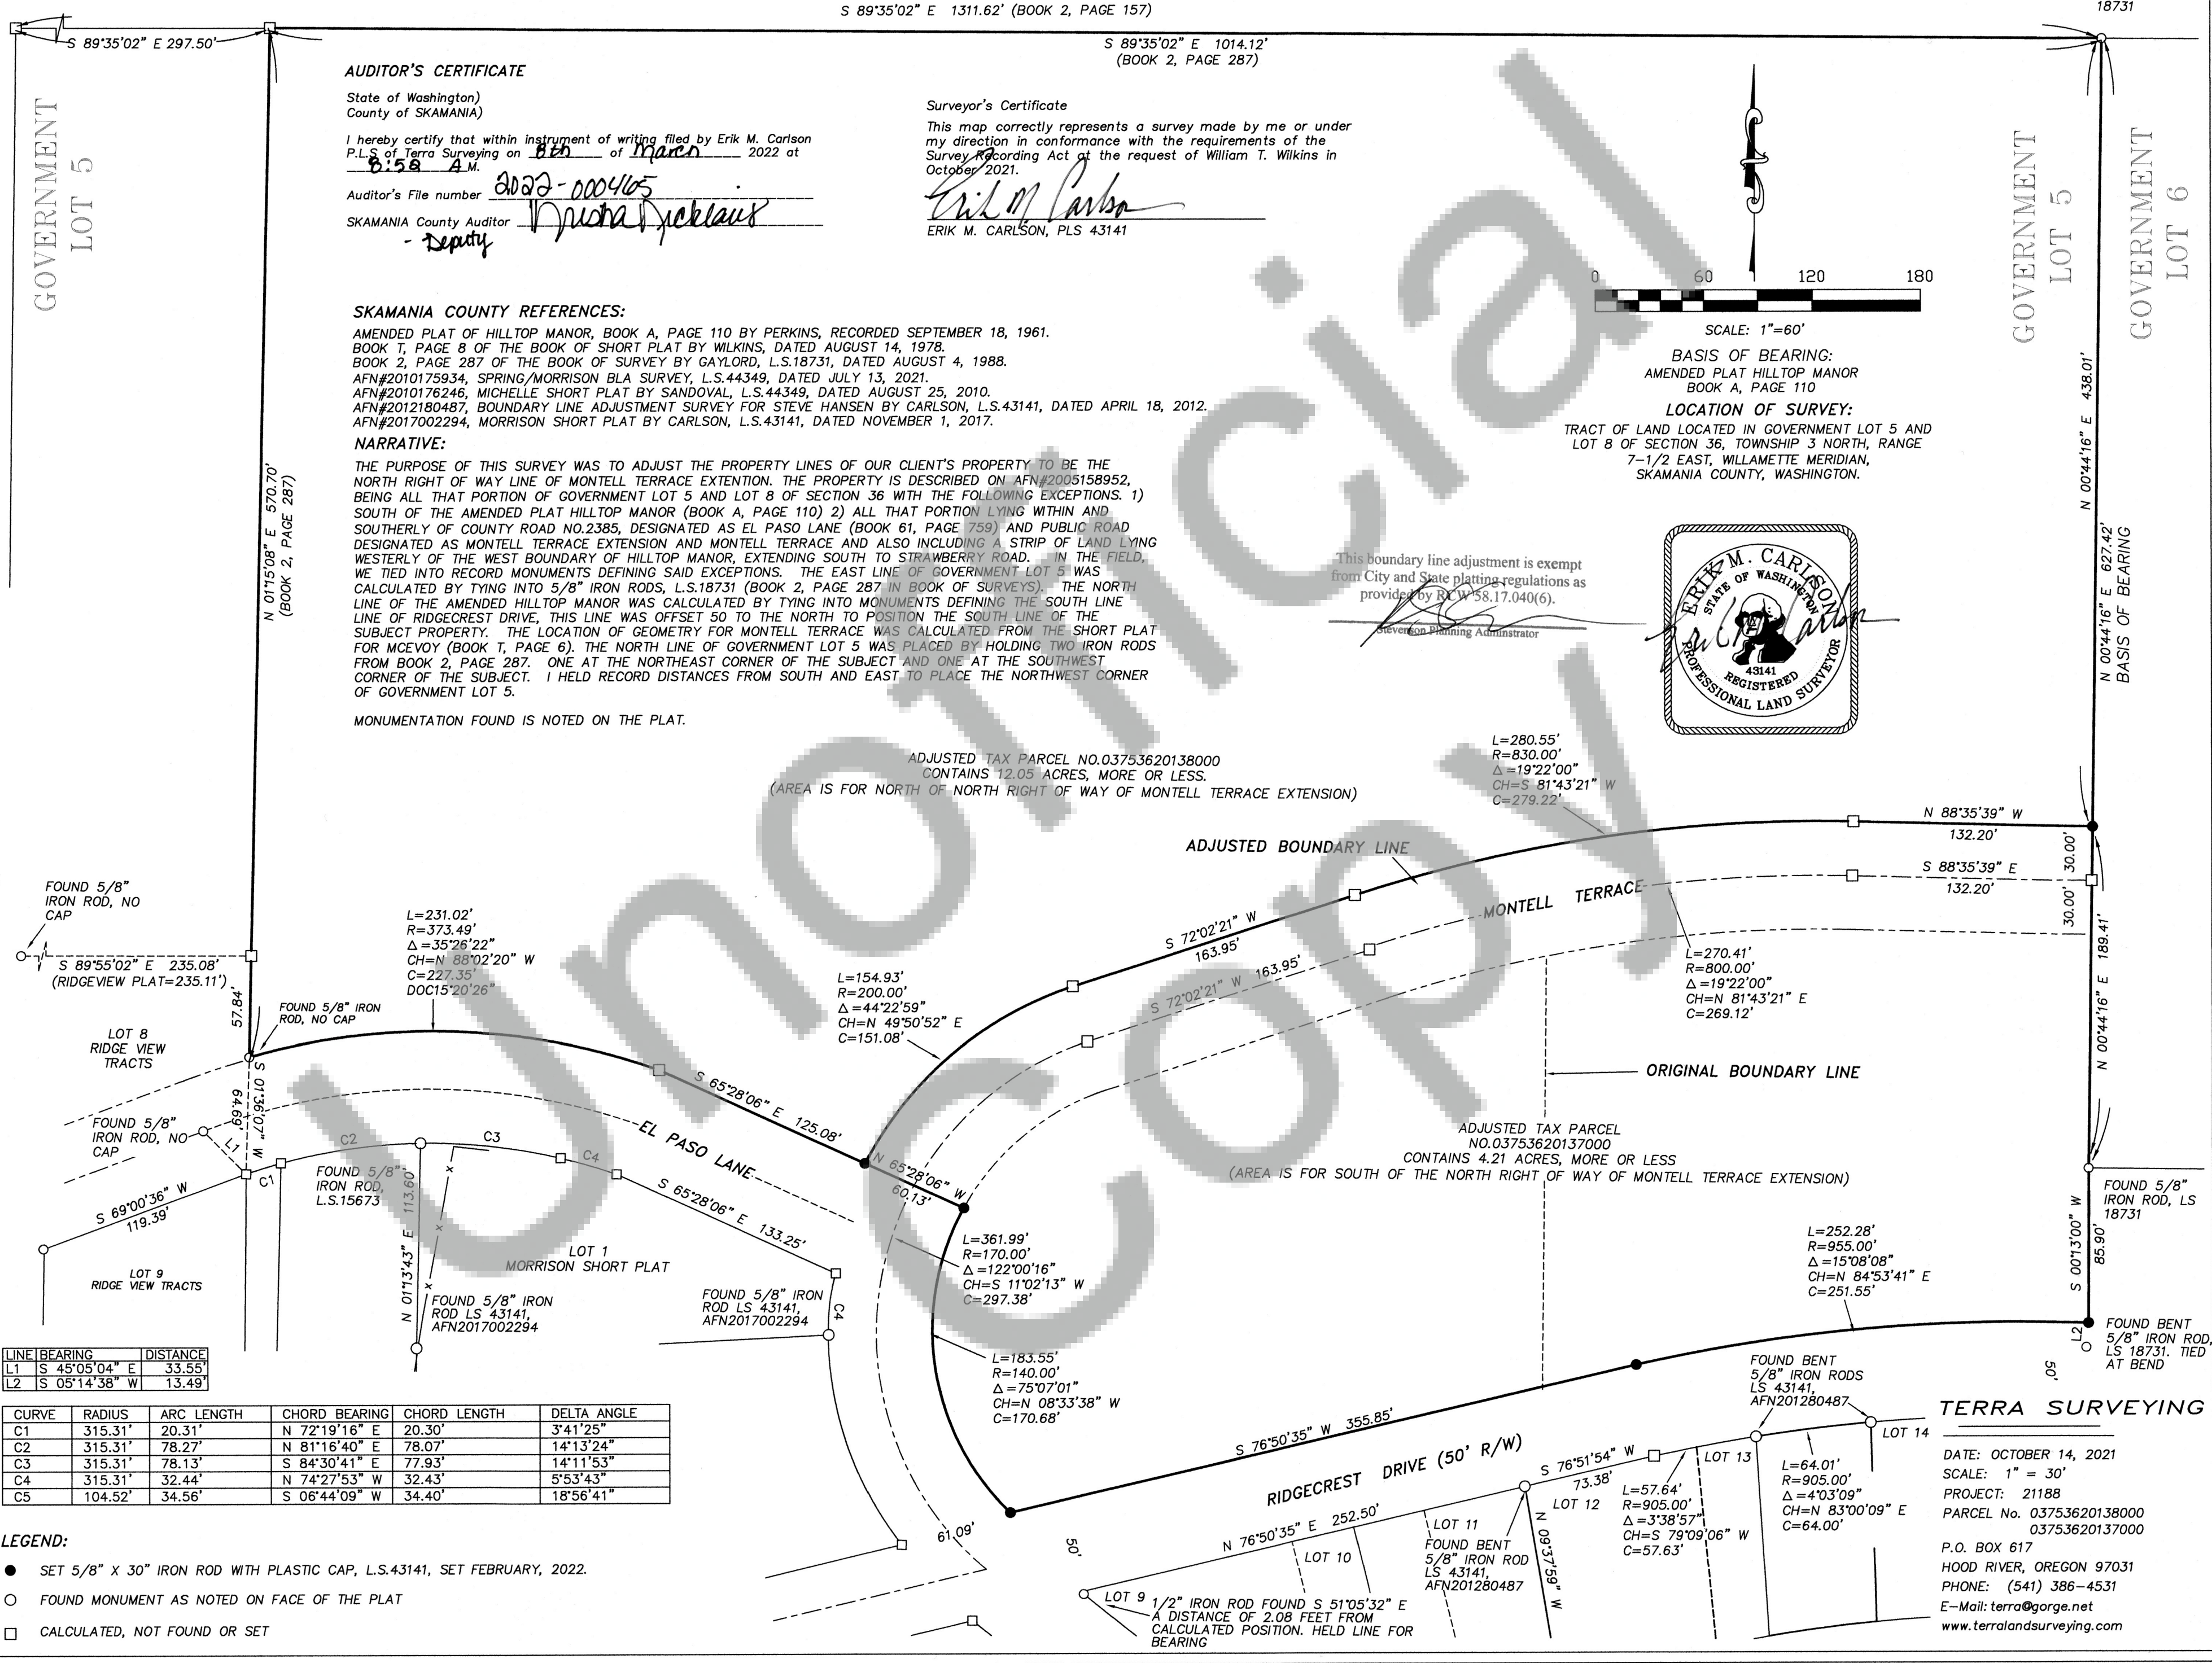 S 89°35'02" E 1311.62' (BOOK 2, PAGE 157)
18731
S 89°35'02" E 297.50'
S 89°35'02" E 1014.12'
(BOOK 2, PAGE 287)
GOVERNMENT
LOT 5
AUDITOR'S CERTIFICATE
State of Washington)
County of SKAMANIA)
I hereby certify that within instrument of writing filed by Erik M. Carlson
P.L.S. of Terra Surveying on 8th of March 2022 at
8:52 A M.
Auditor's File number 2022-0004165
SKAMANIA County Auditor
- Deputy
Surveyor's Certificate
This map correctly represents a survey made by me or under
my direction in conformance with the requirements of the
Survey Recording Act at the request of William T. Wilkins in
October 2021.
Erik M Carlson
ERIK M. CARLSON, PLS 43141
0 60 120 180
SCALE: 1"=60'
BASIS OF BEARING:
AMENDED PLAT HILLTOP MANOR
BOOK A, PAGE 110
LOCATION OF SURVEY:
TRACT OF LAND LOCATED IN GOVERNMENT LOT 5 AND
LOT 8 OF SECTION 36, TOWNSHIP 3 NORTH, RANGE
7-1/2 EAST, WILLAMETTE MERIDIAN,
SKAMANIA COUNTY, WASHINGTON.
GOVERNMENT
LOT 5
GOVERNMENT
LOT 6
N 00°44'16" E 438.01'
N 00°44'16" E 627.42'
BASIS OF BEARING
N 01°15'08" E 570.70'
(BOOK 2, PAGE 287)
SKAMANIA COUNTY REFERENCES:
AMENDED PLAT OF HILLTOP MANOR, BOOK A, PAGE 110 BY PERKINS, RECORDED SEPTEMBER 18, 1961.
BOOK T, PAGE 8 OF THE BOOK OF SHORT PLAT BY WILKINS, DATED AUGUST 14, 1978.
BOOK 2, PAGE 287 OF THE BOOK OF SURVEY BY GAYLORD, L.S.18731, DATED AUGUST 4, 1988.
AFN#2010175934, SPRING/MORRISON BLA SURVEY, L.S.44349, DATED JULY 13, 2021.
AFN#2010176246, MICHELLE SHORT PLAT BY SANDOVAL, L.S.44349, DATED AUGUST 25, 2010.
AFN#2012180487, BOUNDARY LINE ADJUSTMENT SURVEY FOR STEVE HANSEN BY CARLSON, L.S.43141, DATED APRIL 18, 2012.
AFN#2017002294, MORRISON SHORT PLAT BY CARLSON, L.S.43141, DATED NOVEMBER 1, 2017.
NARRATIVE:
THE PURPOSE OF THIS SURVEY WAS TO ADJUST THE PROPERTY LINES OF OUR CLIENT'S PROPERTY TO BE THE
NORTH RIGHT OF WAY LINE OF MONTELL TERRACE EXTENTION. THE PROPERTY IS DESCRIBED ON AFN#2005158952,
BEING ALL THAT PORTION OF GOVERNMENT LOT 5 AND LOT 8 OF SECTION 36 WITH THE FOLLOWING EXCEPTIONS. 1)
SOUTH OF THE AMENDED PLAT HILLTOP MANOR (BOOK A, PAGE 110) 2) ALL THAT PORTION LYING WITHIN AND
SOUTHERLY OF COUNTY ROAD NO.2385, DESIGNATED AS EL PASO LANE (BOOK 61, PAGE 759) AND PUBLIC ROAD
DESIGNATED AS MONTELL TERRACE EXTENSION AND MONTELL TERRACE AND ALSO INCLUDING A STRIP OF LAND LYING
WESTERLY OF THE WEST BOUNDARY OF HILLTOP MANOR, EXTENDING SOUTH TO STRAWBERRY ROAD. IN THE FIELD,
WE TIED INTO RECORD MONUMENTS DEFINING SAID EXCEPTIONS. THE EAST LINE OF GOVERNMENT LOT 5 WAS
CALCULATED BY TYING INTO 5/8" IRON RODS, L.S.18731 (BOOK 2, PAGE 287 IN BOOK OF SURVEYS). THE NORTH
LINE OF THE AMENDED HILLTOP MANOR WAS CALCULATED BY TYING INTO MONUMENTS DEFINING THE SOUTH LINE
LINE OF RIDGECREST DRIVE, THIS LINE WAS OFFSET 50 TO THE NORTH TO POSITION THE SOUTH LINE OF THE
SUBJECT PROPERTY. THE LOCATION OF GEOMETRY FOR MONTELL TERRACE WAS CALCULATED FROM THE SHORT PLAT
FOR MCEVOY (BOOK T, PAGE 6). THE NORTH LINE OF GOVERNMENT LOT 5 WAS PLACED BY HOLDING TWO IRON RODS
FROM BOOK 2, PAGE 287. ONE AT THE NORTHEAST CORNER OF THE SUBJECT AND ONE AT THE SOUTHWEST
CORNER OF THE SUBJECT. I HELD RECORD DISTANCES FROM SOUTH AND EAST TO PLACE THE NORTHWEST CORNER
OF GOVERNMENT LOT 5.
MONUMENTATION FOUND IS NOTED ON THE PLAT.
This boundary line adjustment is exempt
from City and State platting regulations as
provided by RCW 58.17.040(6).
Stevenson Planning Adminstrator
ERIK M. CARLSON
STATE OF WASHINGTON
43141
REGISTERED
PROFESSIONAL LAND SURVEYOR
Erik M Carlson
ADJUSTED TAX PARCEL NO.03753620138000
CONTAINS 12.05 ACRES, MORE OR LESS.
(AREA IS FOR NORTH OF NORTH RIGHT OF WAY OF MONTELL TERRACE EXTENSION)
L=280.55'
R=830.00'
Δ=19°22'00"
CH=S 81°43'21" W
C=279.22'
N 88°35'39" W
132.20'
30.00'
S 88°35'39" E
132.20'
30.00'
ADJUSTED BOUNDARY LINE
MONTELL TERRACE
S 72°02'21" W
163.95'
S 72°02'21" W 163.95'
FOUND 5/8"
IRON ROD, NO
CAP
S 89°55'02" E 235.08'
(RIDGEVIEW PLAT=235.11')
57.84'
L=231.02'
R=373.49'
Δ=35°26'22"
CH=N 88°02'20" W
C=227.35'
DOC15°20'26"
FOUND 5/8" IRON
ROD, NO CAP
L=154.93'
R=200.00'
Δ=44°22'59"
CH=N 49°50'52" E
C=151.08'
L=270.41'
R=800.00'
Δ=19°22'00"
CH=N 81°43'21" E
C=269.12'
N 00°44'16" E 189.41'
LOT 8
RIDGE VIEW
TRACTS
S 01°36'07" W
64.69'
S 65°28'06" E 125.08'
EL PASO LANE
ORIGINAL BOUNDARY LINE
FOUND 5/8"
IRON ROD, NO
CAP
L1
C1
C2
C3
C4
FOUND 5/8"
IRON ROD,
L.S.15673
N 01°13'43" E 113.60'
S 69°00'36" W
119.39'
N 65°28'06" W
60.13'
S 65°28'06" E 133.25'
ADJUSTED TAX PARCEL
NO.03753620137000
CONTAINS 4.21 ACRES, MORE OR LESS
(AREA IS FOR SOUTH OF THE NORTH RIGHT OF WAY OF MONTELL TERRACE EXTENSION)
FOUND 5/8"
IRON ROD, LS
18731
S 00°13'00" W
85.90'
LOT 9
RIDGE VIEW TRACTS
LOT 1
MORRISON SHORT PLAT
FOUND 5/8" IRON
ROD LS 43141,
AFN2017002294
FOUND 5/8" IRON
ROD LS 43141,
AFN2017002294
C4
L=361.99'
R=170.00'
Δ=122°00'16"
CH=S 11°02'13" W
C=297.38'
L=183.55'
R=140.00'
Δ=75°07'01"
CH=N 08°33'38" W
C=170.68'
L=252.28'
R=955.00'
Δ=15°08'08"
CH=N 84°53'41" E
C=251.55'
L2
50'
FOUND BENT
5/8" IRON ROD,
LS 18731. TIED
AT BEND
LINE BEARING DISTANCE
L1 S 45°05'04" E 33.55'
L2 S 05°14'38" W 13.49'
CURVE RADIUS ARC LENGTH CHORD BEARING CHORD LENGTH DELTA ANGLE
C1 315.31' 20.31' N 72°19'16" E 20.30' 3°41'25"
C2 315.31' 78.27' N 81°16'40" E 78.07' 14°13'24"
C3 315.31' 78.13' S 84°30'41" E 77.93' 14°11'53"
C4 315.31' 32.44' N 74°27'53" W 32.43' 5°53'43"
C5 104.52' 34.56' S 06°44'09" W 34.40' 18°56'41"
S 76°50'35" W 355.85'
RIDGECREST DRIVE (50' R/W)
61.09'
50'
N 76°50'35" E 252.50'
S 76°51'54" W
73.38'
FOUND BENT
5/8" IRON RODS
LS 43141,
AFN201280487
LOT 9
LOT 10
LOT 11
LOT 12
LOT 13
LOT 14
FOUND BENT
5/8" IRON ROD
LS 43141,
AFN201280487
N 09°37'59" W
L=57.64'
R=905.00'
Δ=3°38'57"
CH=S 79°09'06" W
C=57.63'
L=64.01'
R=905.00'
Δ=4°03'09"
CH=N 83°00'09" E
C=64.00'
1/2" IRON ROD FOUND S 51°05'32" E
A DISTANCE OF 2.08 FEET FROM
CALCULATED POSITION. HELD LINE FOR
BEARING
LEGEND:
SET 5/8" X 30" IRON ROD WITH PLASTIC CAP, L.S.43141, SET FEBRUARY, 2022.
FOUND MONUMENT AS NOTED ON FACE OF THE PLAT
CALCULATED, NOT FOUND OR SET
TERRA SURVEYING
DATE: OCTOBER 14, 2021
SCALE: 1" = 30'
PROJECT: 21188
PARCEL No. 03753620138000
03753620137000
P.O. BOX 617
HOOD RIVER, OREGON 97031
PHONE: (541) 386-4531
E-Mail: terra@gorge.net
www.terralandsurveying.com
Unofficial
Copy